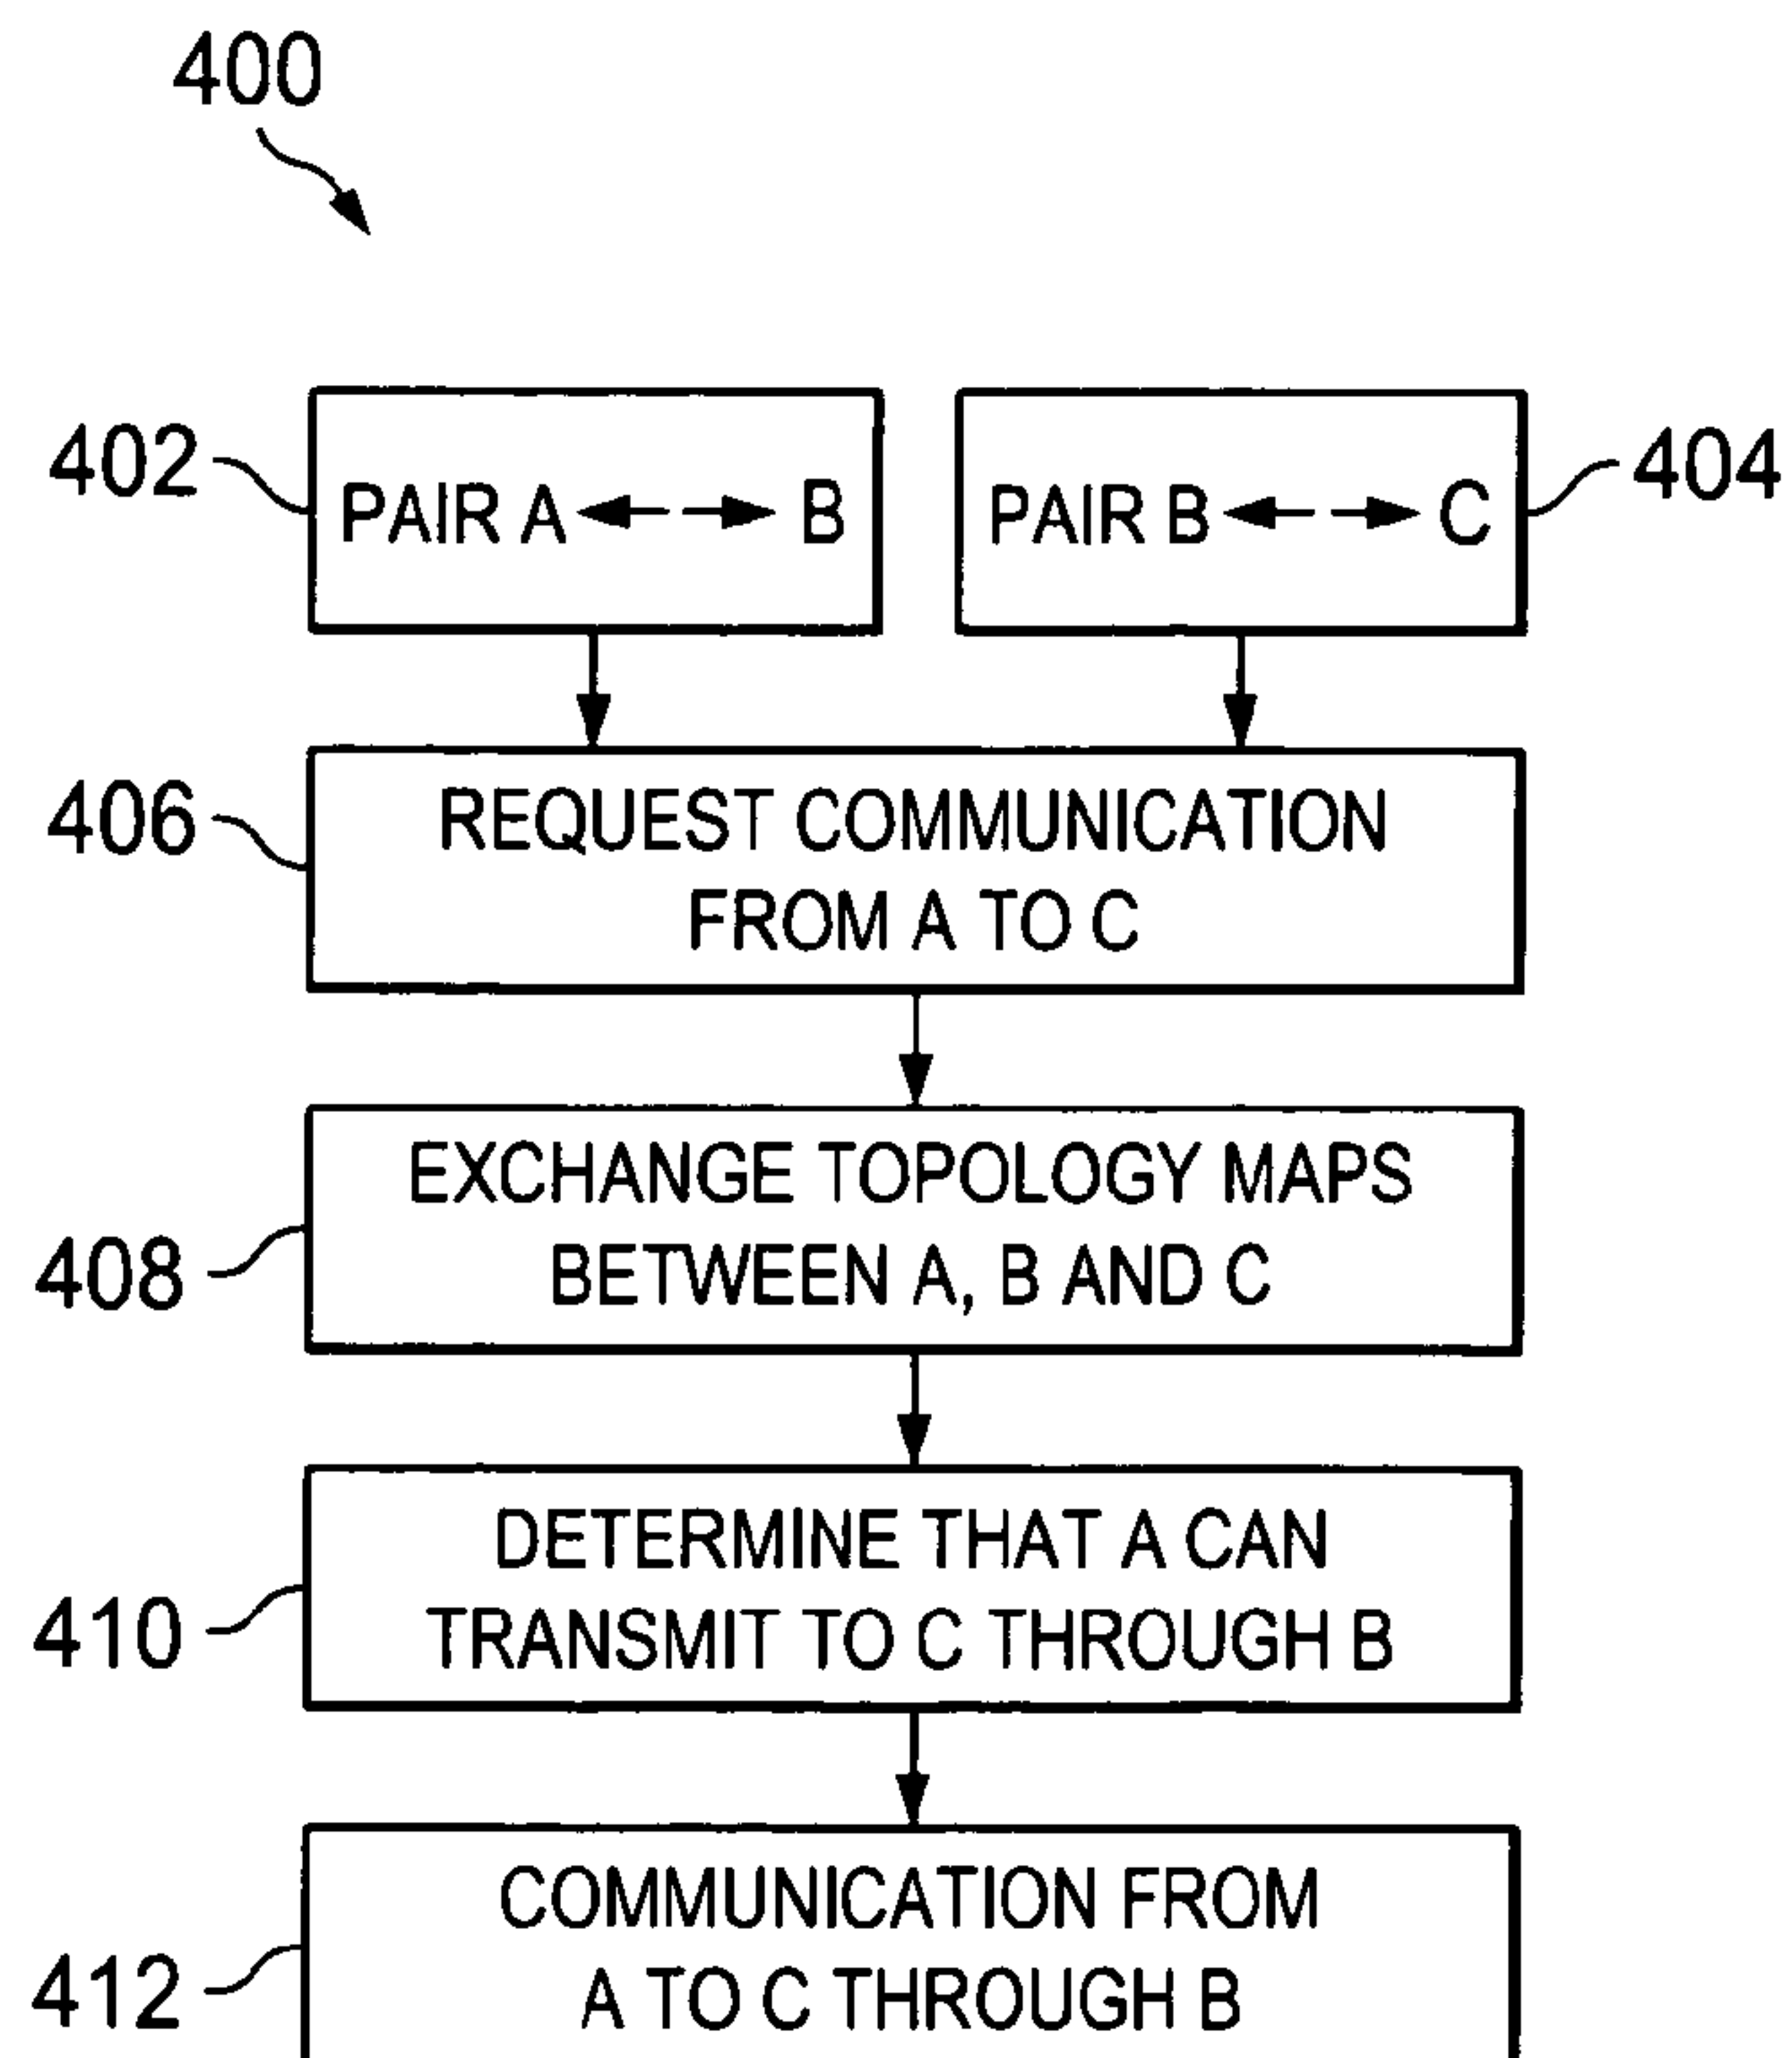 400
402
PAIR A B
PAIR B C
404
406
REQUEST COMMUNICATION
FROM A TO C
408
EXCHANGE TOPOLOGY MAPS
BETWEEN A, B AND C
410
DETERMINE THAT A CAN
TRANSMIT TO C THROUGH B
412
COMMUNICATION FROM
A TO C THROUGH B